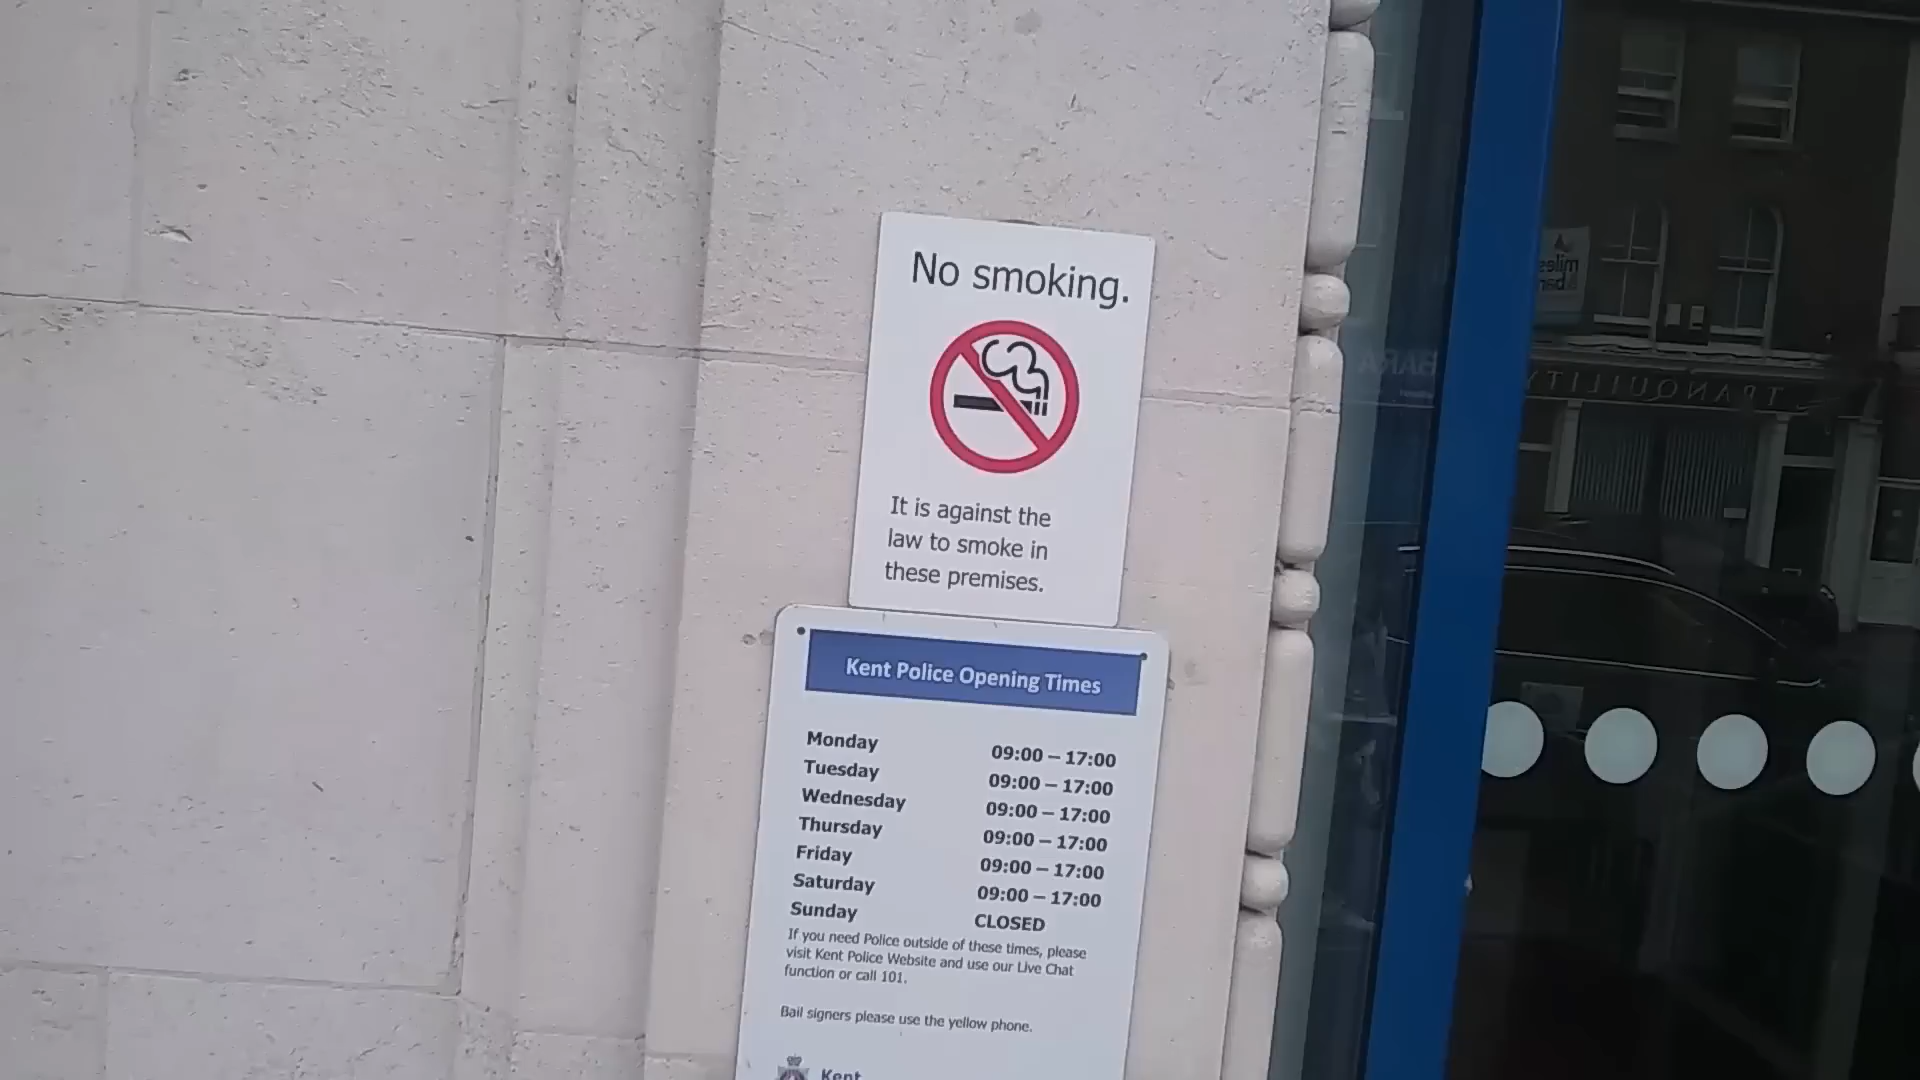 No smoking.
It is against the
law to smoke in
these premises.
Kent Police Opening Times
Monday 09:00 – 17:00
Tuesday 09:00 – 17:00
Wednesday 09:00 – 17:00
Thursday 09:00 – 17:00
Friday 09:00 – 17:00
Saturday 09:00 – 17:00
Sunday CLOSED
If you need Police outside of these times, please
visit Kent Police Website and use our Live Chat
function or call 101.
Bail signers please use the yellow phone.
Kent
TRANQUILITY
miles